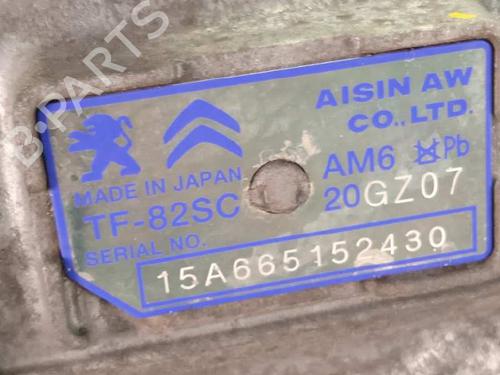 B-PARTS
AISIN AW
CO.,LTD.
MADE IN JAPAN
AM6 Pb
TF-82SC
20GZ07
SERIAL NO.
15A665152430